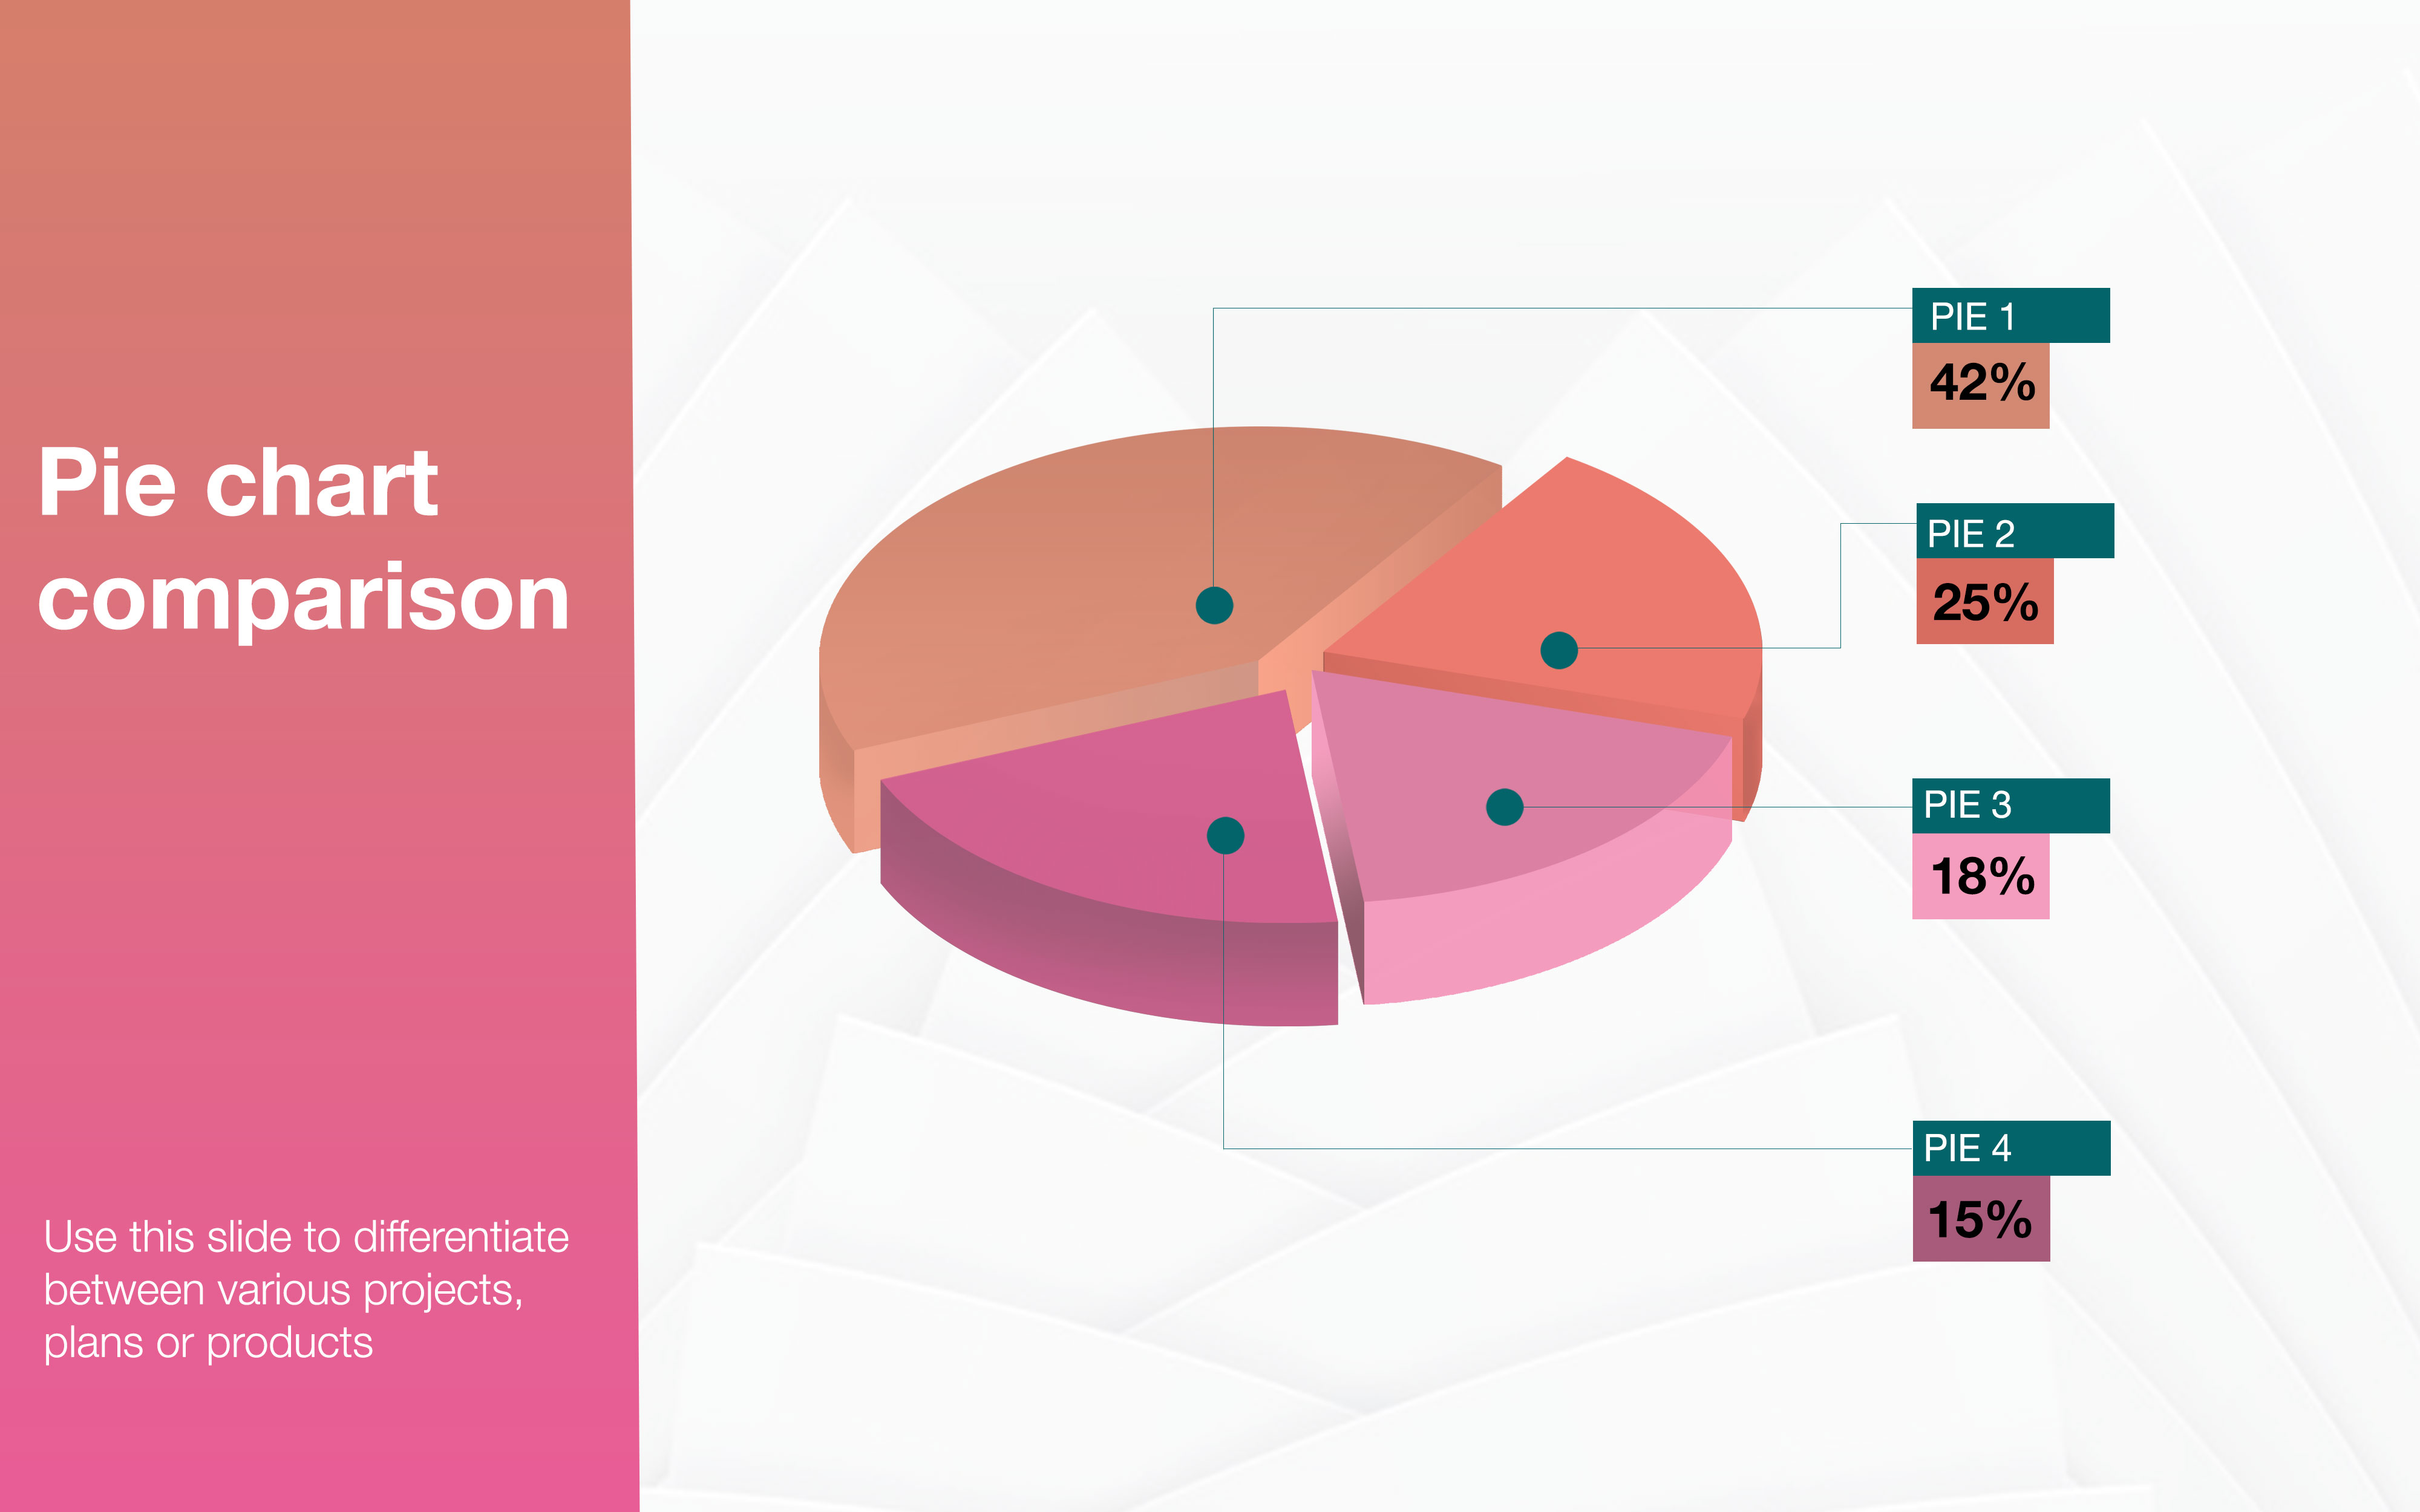 Pie chart
comparison
Use this slide to differentiate
between various projects,
plans or products
PIE 1
42%
PIE 2
25%
PIE 3
18%
PIE 4
15%